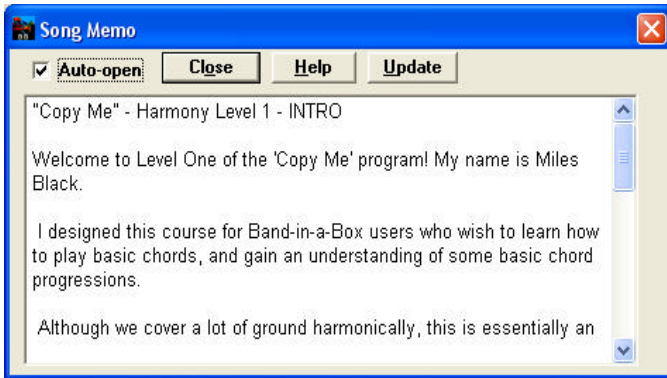 Song Memo
Auto-open Close Help Update
"Copy Me" - Harmony Level 1 - INTRO
Welcome to Level One of the 'Copy Me' program! My name is Miles
Black.
I designed this course for Band-in-a-Box users who wish to learn how
to play basic chords, and gain an understanding of some basic chord
progressions.
Although we cover a lot of ground harmonically, this is essentially an